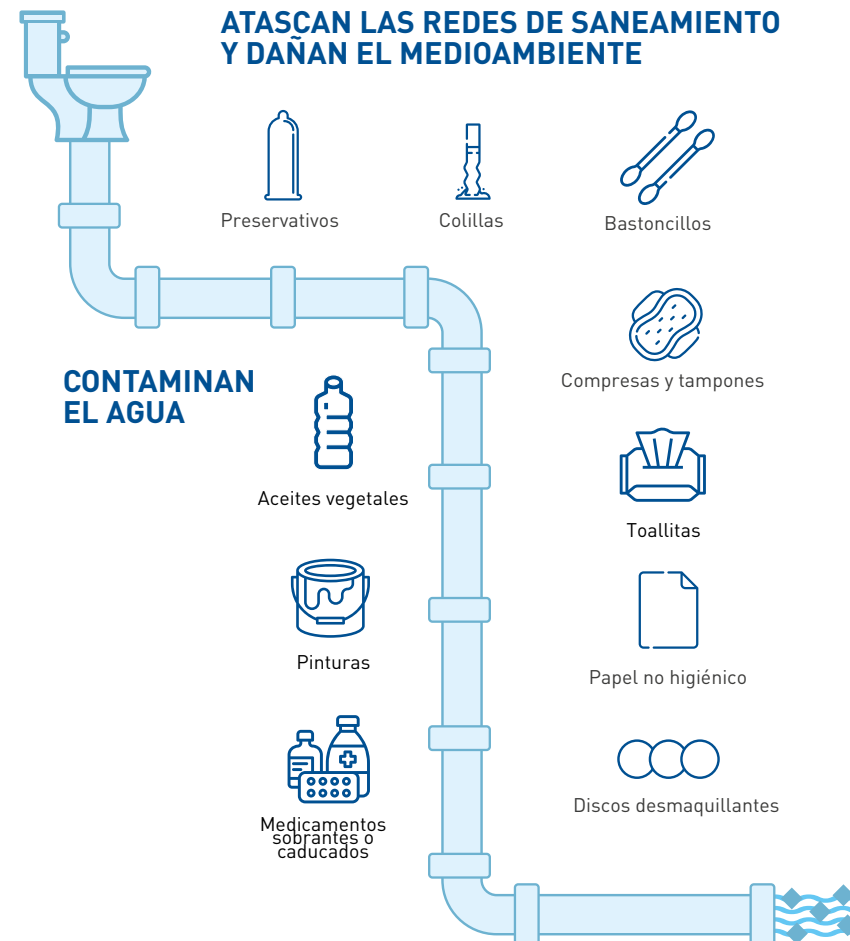 ATASCAN LAS REDES DE SANEAMIENTO
Y DAÑAN EL MEDIOAMBIENTE
Preservativos
Colillas
Bastoncillos
Compresas y tampones
Toallitas
Papel no higiénico
Discos desmaquillantes
CONTAMINAN
EL AGUA
Aceites vegetales
Pinturas
Medicamentos
sobrantes o
caducados